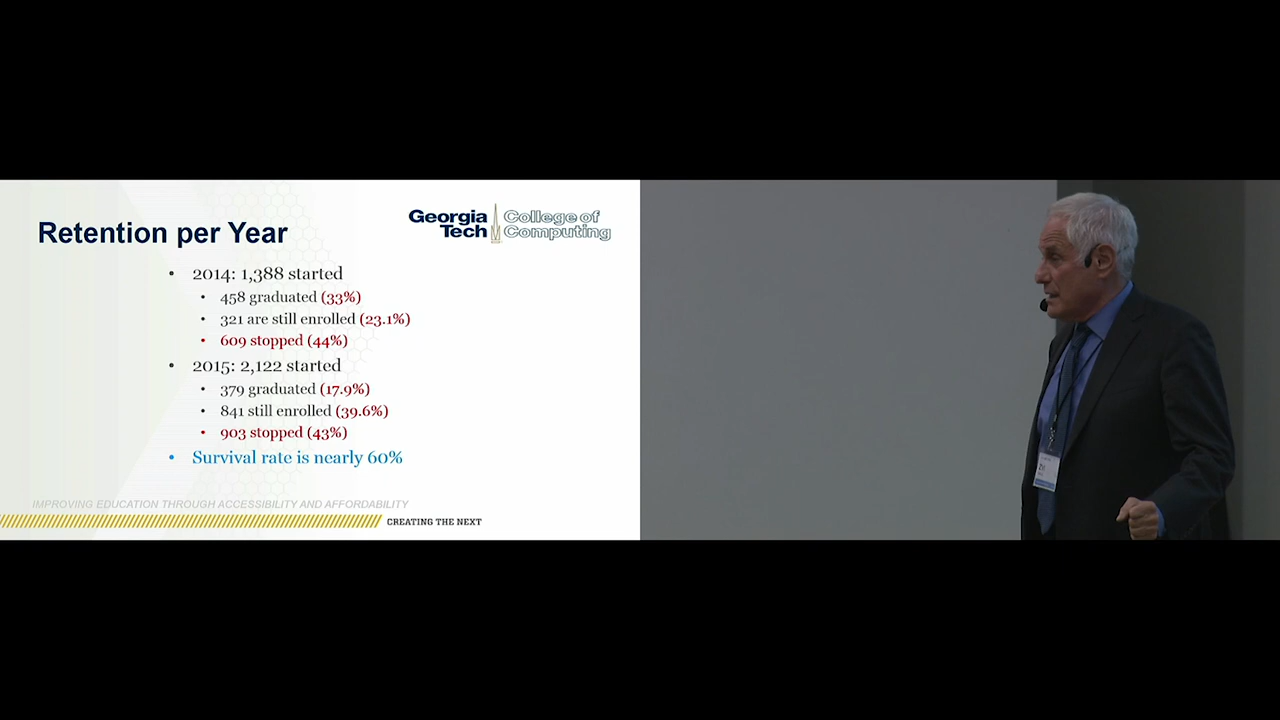 Retention per Year
Georgia Tech
College of Computing
• 2014: 1,388 started
• 458 graduated (33%)
• 321 are still enrolled (23.1%)
• 609 stopped (44%)
• 2015: 2,122 started
• 379 graduated (17.9%)
• 841 still enrolled (39.6%)
• 903 stopped (43%)
• Survival rate is nearly 60%
IMPROVING EDUCATION THROUGH ACCESSIBILITY AND AFFORDABILITY
CREATING THE NEXT